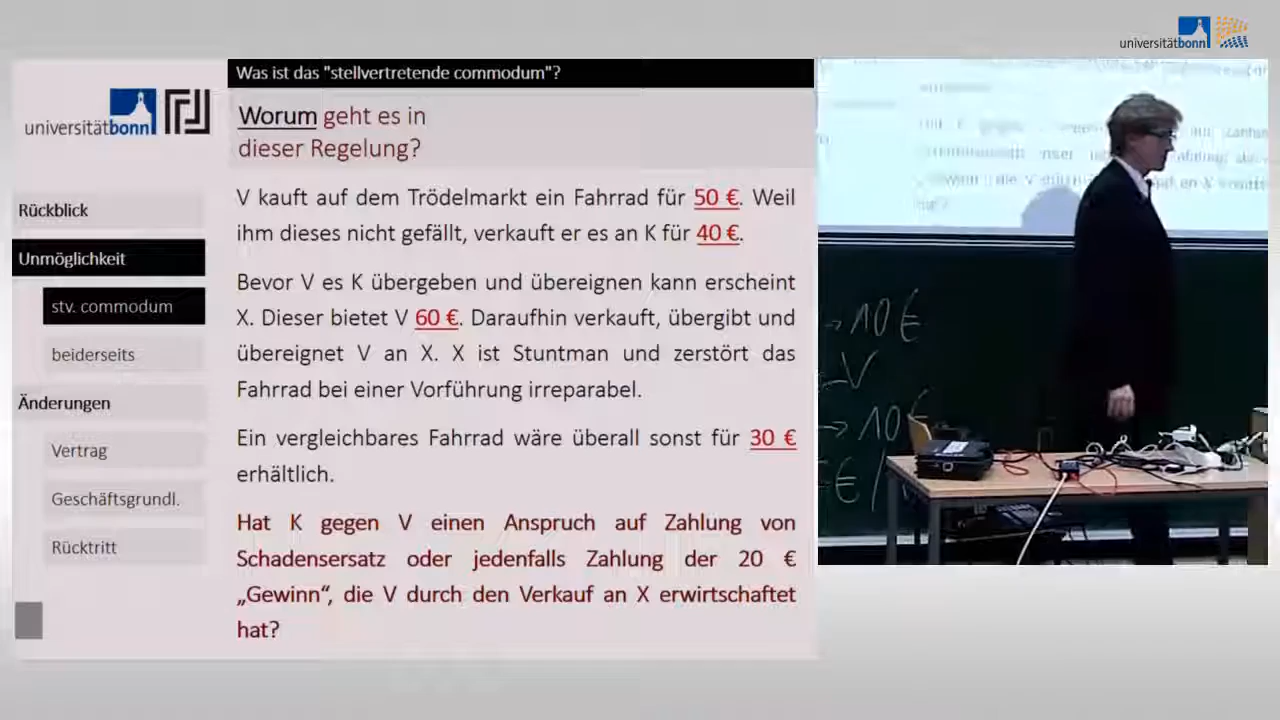 universitätbonn
Was ist das "stellvertretende commodum"?
universitätbonn
Worum geht es in
dieser Regelung?
Rückblick
Unmöglichkeit
stv. commodum
beiderseits
Änderungen
Vertrag
Geschäftsgrundl.
Rücktritt
V kauft auf dem Trödelmarkt ein Fahrrad für 50 €. Weil
ihm dieses nicht gefällt, verkauft er es an K für 40 €.
Bevor V es K übergeben und übereignen kann erscheint
X. Dieser bietet V 60 €. Daraufhin verkauft, übergibt und
übereignet V an X. X ist Stuntman und zerstört das
Fahrrad bei einer Vorführung irreparabel.
Ein vergleichbares Fahrrad wäre überall sonst für 30 €
erhältlich.
Hat K gegen V einen Anspruch auf Zahlung von
Schadensersatz oder jedenfalls Zahlung der 20 €
„Gewinn“, die V durch den Verkauf an X erwirtschaftet
hat?
→ 10 €
V
→ 10 €
€